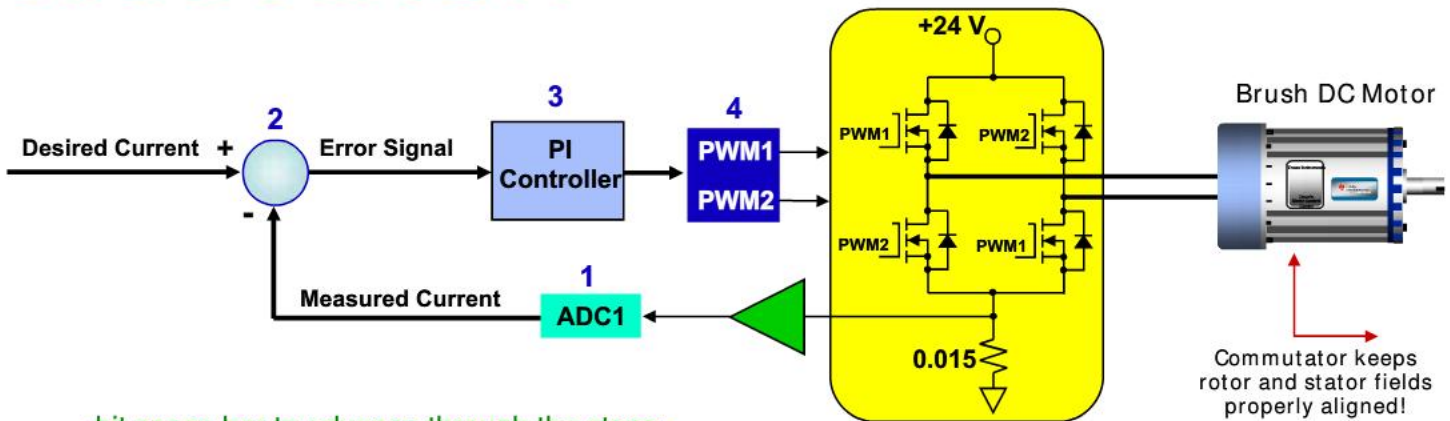 +24 V
Brush DC Motor
2
3
4
Desired Current
+
Error Signal
PI
Controller
PWM1
PWM2
PWM1
PWM2
PWM2
PWM1
-
1
Measured Current
ADC1
0.015
Commutator keeps
rotor and stator fields
properly aligned!